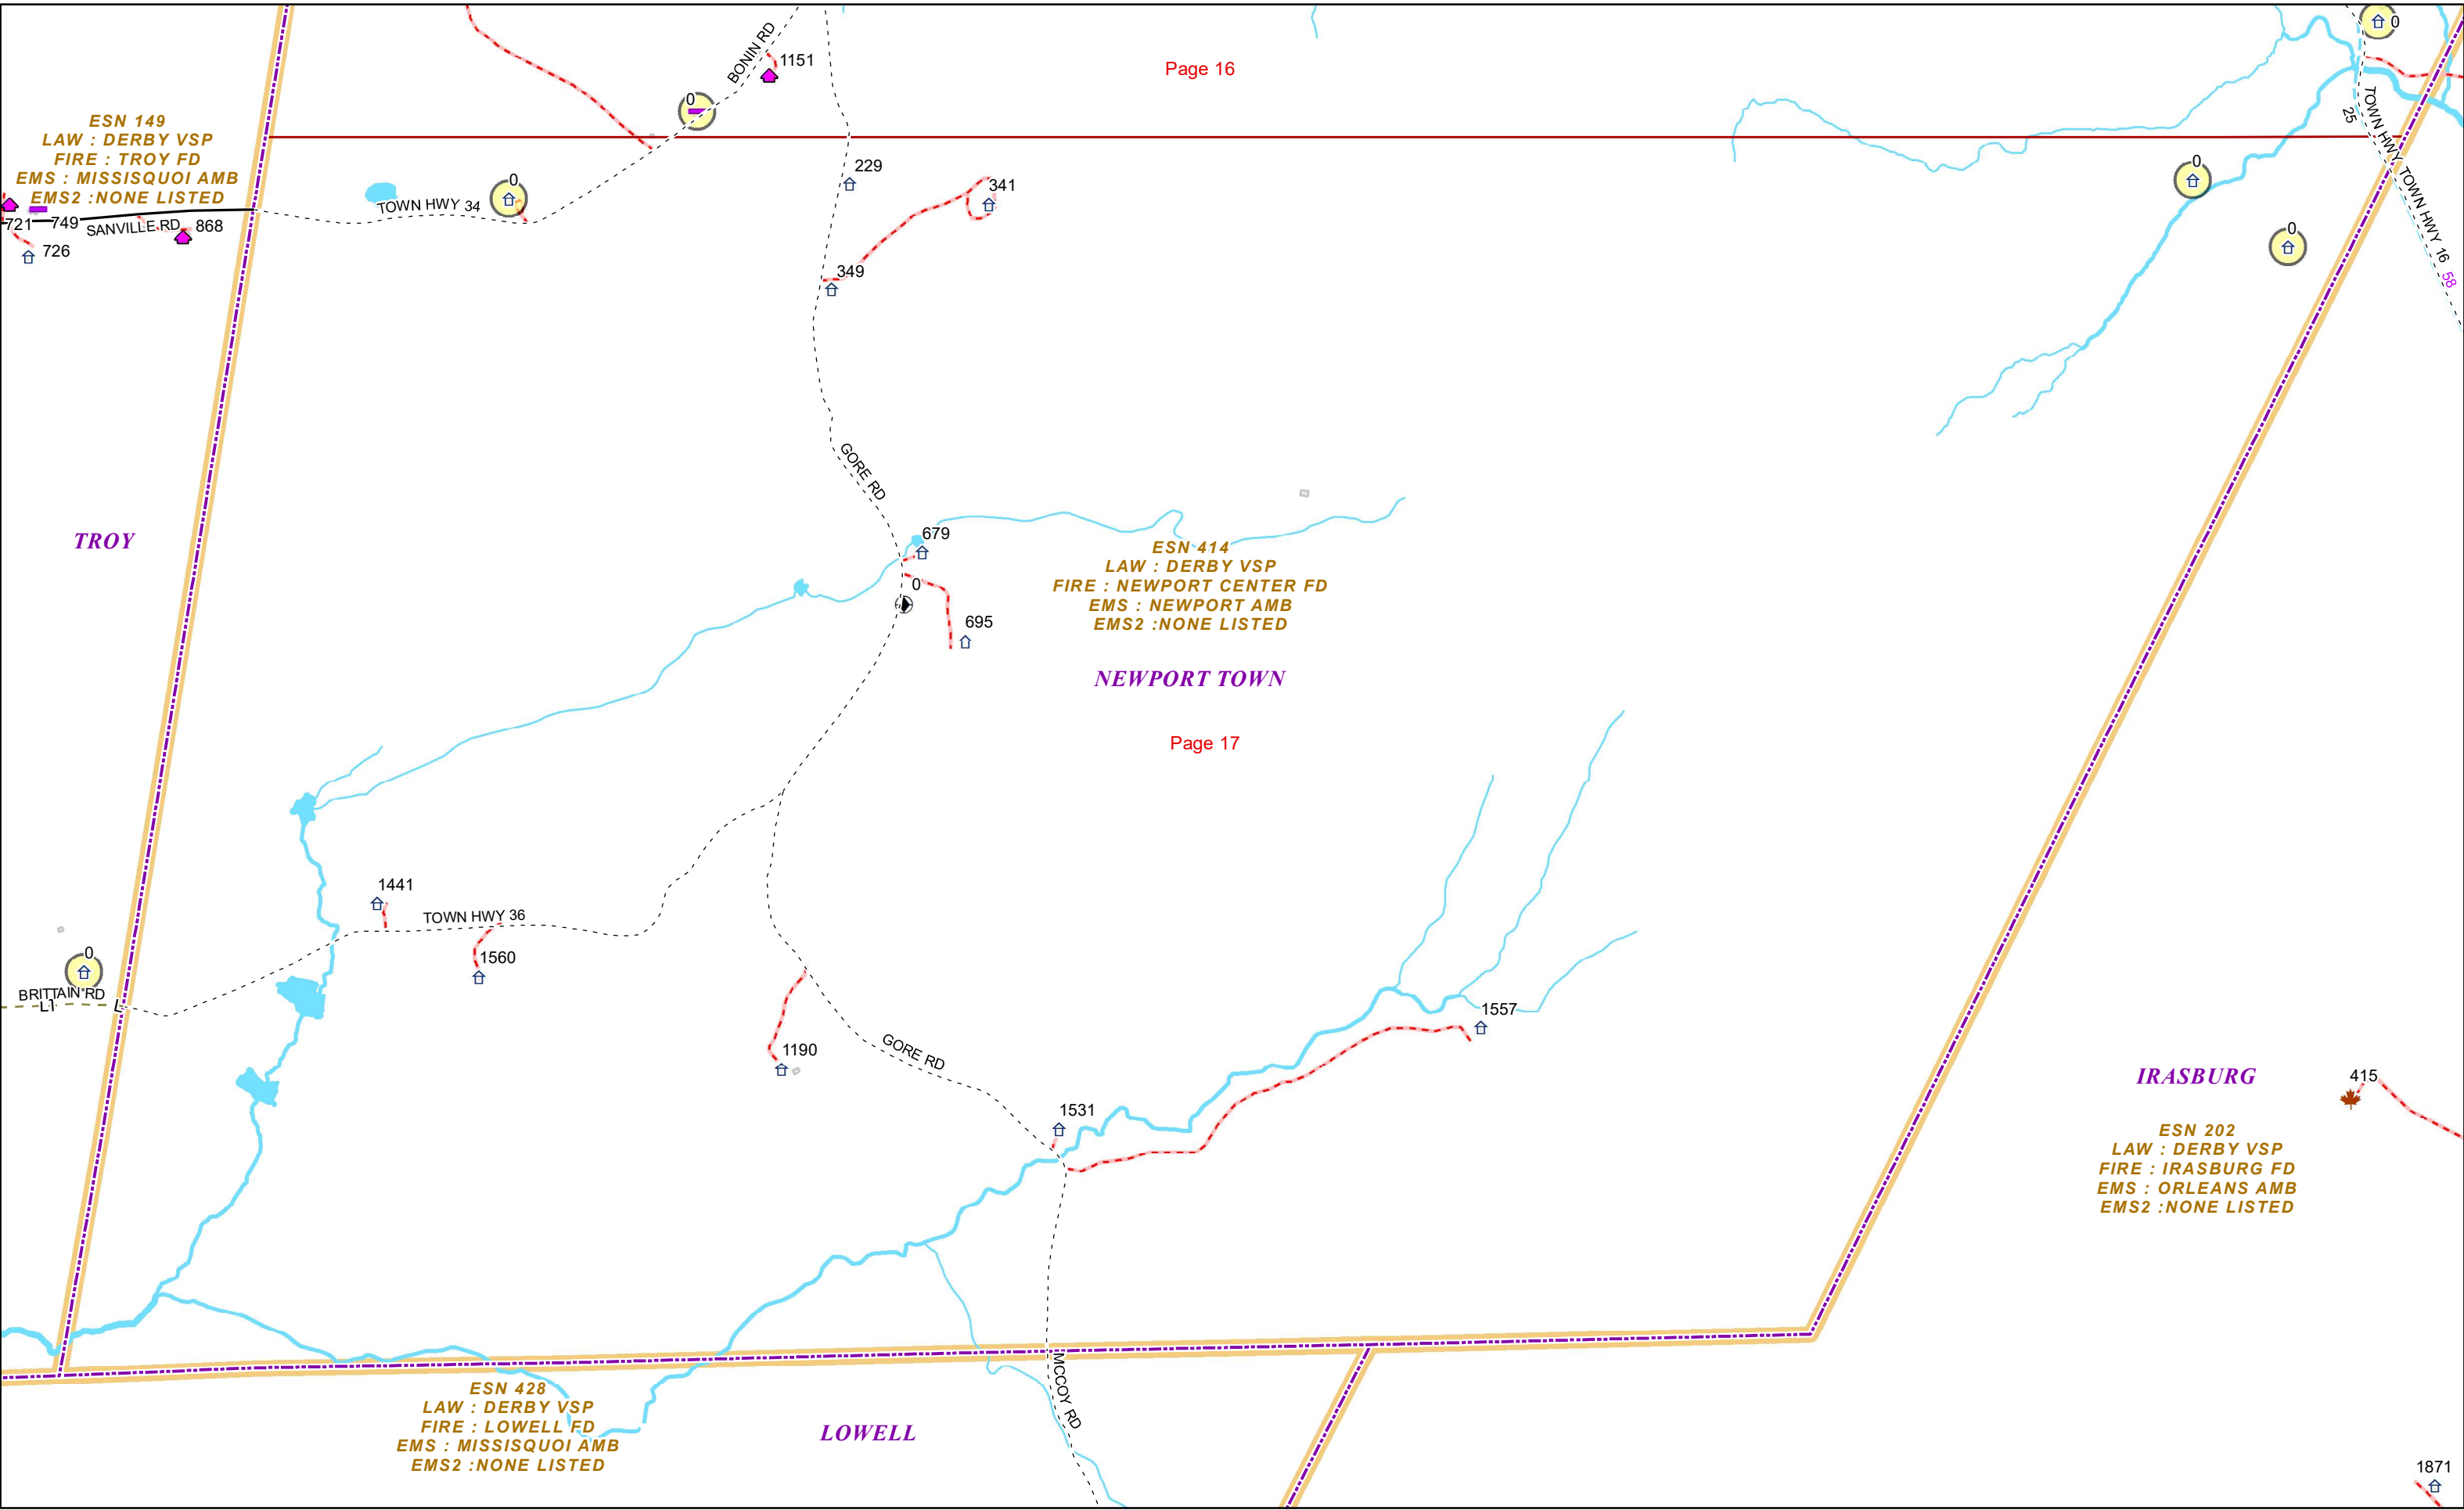 0
BONIN RD
1151
Page 16
0
ESN 149
LAW : DERBY VSP
FIRE : TROY FD
EMS : MISSISQUOI AMB
EMS2 :NONE LISTED
TOWN HWY
25
TOWN HWY 16
58
0
0
229
341
0
TOWN HWY 34
721
749
SANVILLE RD
868
726
349
GORE RD
679
TROY
ESN 414
LAW : DERBY VSP
FIRE : NEWPORT CENTER FD
EMS : NEWPORT AMB
EMS2 :NONE LISTED
0
695
NEWPORT TOWN
Page 17
1441
TOWN HWY 36
1560
0
BRITTAIN RD
LT
L
1557
GORE RD
1190
1531
IRASBURG
415
ESN 202
LAW : DERBY VSP
FIRE : IRASBURG FD
EMS : ORLEANS AMB
EMS2 :NONE LISTED
MCCOY RD
ESN 428
LAW : DERBY VSP
FIRE : LOWELL FD
EMS : MISSISQUOI AMB
EMS2 :NONE LISTED
LOWELL
1871